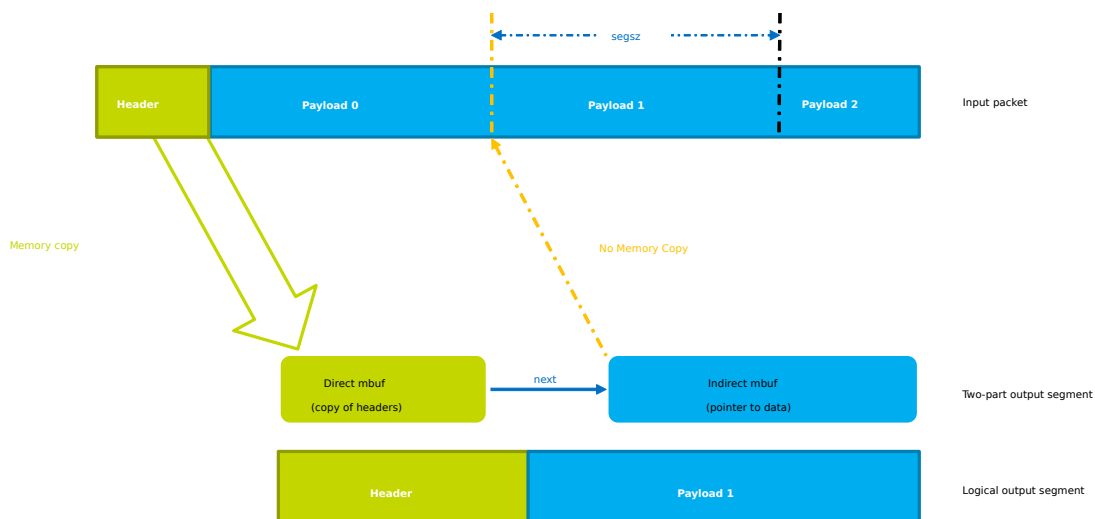 segsz
Header
Payload 0
Payload 1
Payload 2
Input packet
Memory copy
No Memory Copy
Direct mbuf
(copy of headers)
next
Indirect mbuf
(pointer to data)
Two-part output segment
Header
Payload 1
Logical output segment